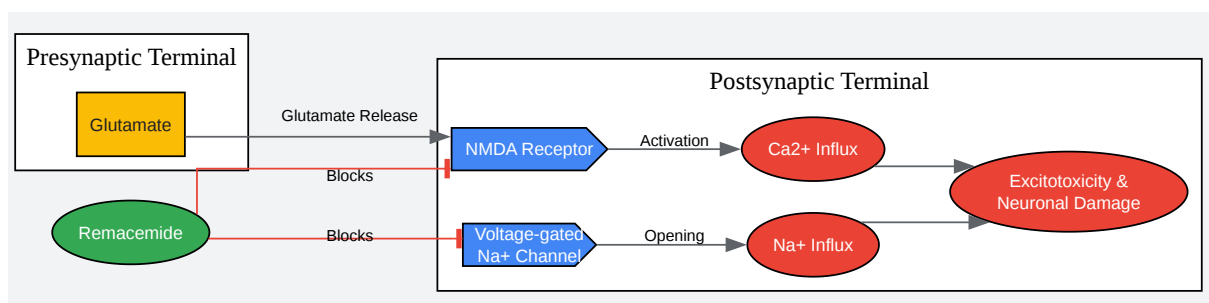 Presynaptic Terminal
Postsynaptic Terminal
Glutamate
Glutamate Release
NMDA Receptor
Activation
Ca2+ Influx
Blocks
Excitotoxicity &
Neuronal Damage
Remacemide
Blocks
Voltage-gated
Na+ Channel
Opening
Na+ Influx